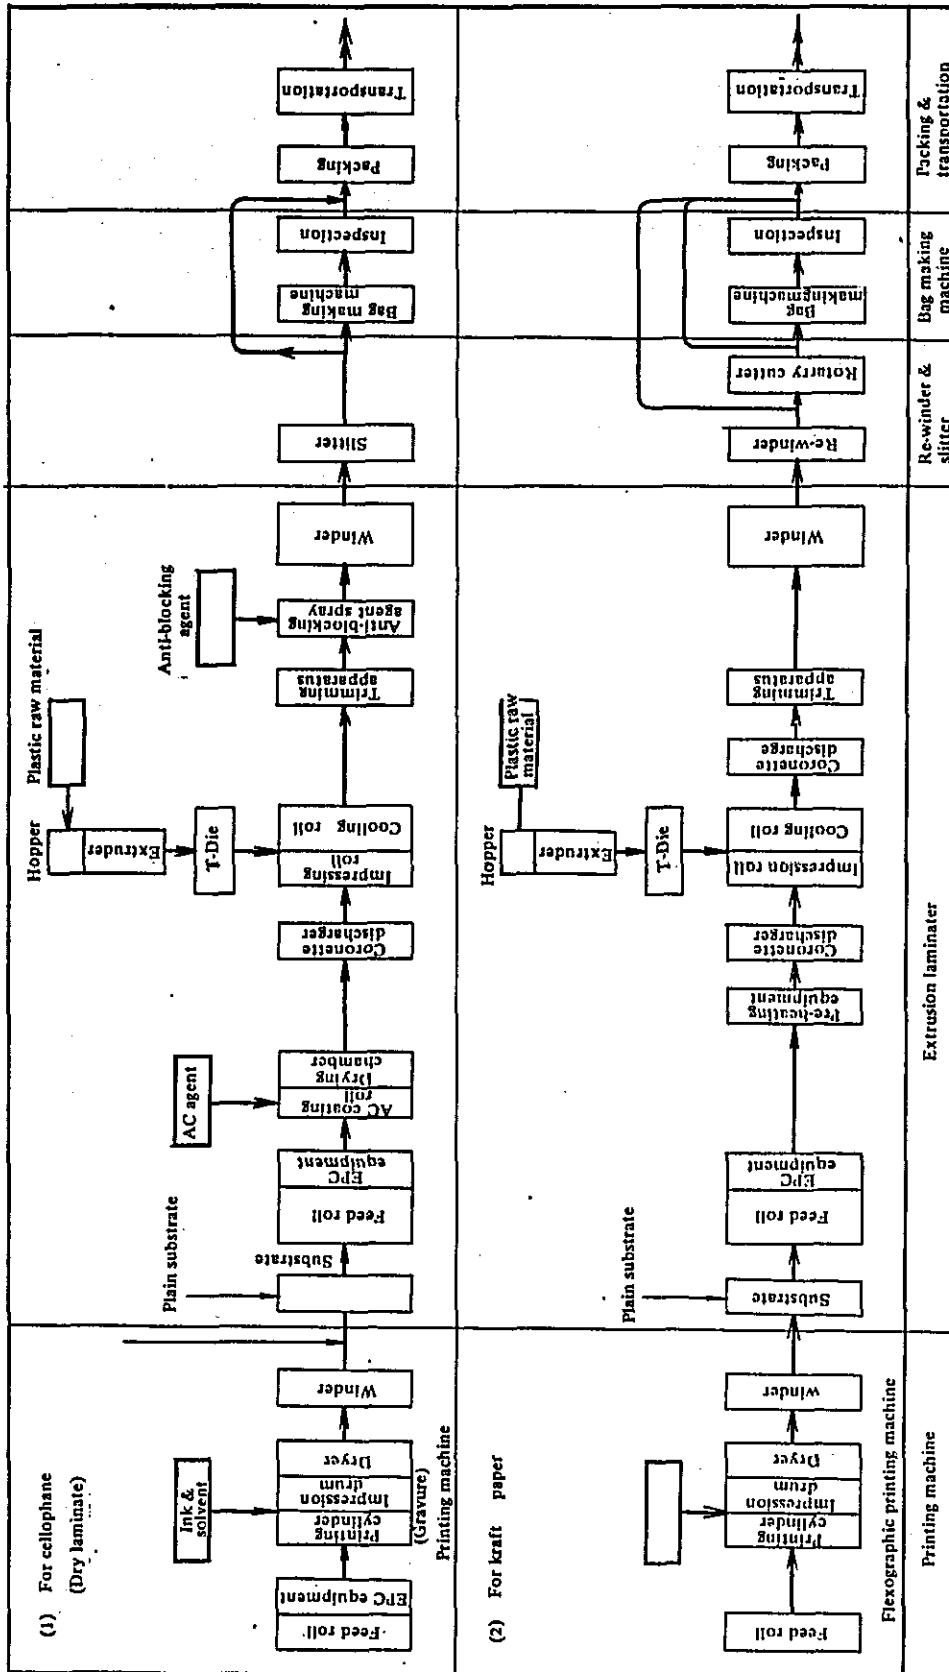 (1) For cellophane
(Dry laminate)
Feed roll
EPC equipment
Ink &
solvent
Printing
cylinder
Impression
drum
Dryer
(Gravure)
Printing machine
Winder
Plain substrate
Substrate
Feed roll
EPC
equipment
AC agent
AC coating
roll
Drying
chamber
Coronette
discharger
Hopper
Plastic raw material
Extruder
T-Die
Impressing
roll
Cooling roll
Trimming
apparatus
Anti-blocking
agent
Anti-blocking
agent spray
Winder
Slitter
Bag making
machine
Inspection
Packing
Transportation
(2) For kraft paper
Feed roll
Printing
cylinder
Impression
drum
Dryer
Flexographic printing machine
winder
Plain substrate
Substrate
Feed roll
EPC
equipment
Pre-heating
equipment
Coronette
discharger
Hopper
Plastic raw
material
Extruder
T-Die
Impression roll
Cooling roll
Coronette
discharge
Trimming
apparatus
Winder
Re-winder
Roturry cutter
Bag
makingmachine
Inspection
Packing
Transportation
Printing machine
Extrusion laminater
Re-winder &
slitter
Bag making
machine
Packing &
transportation